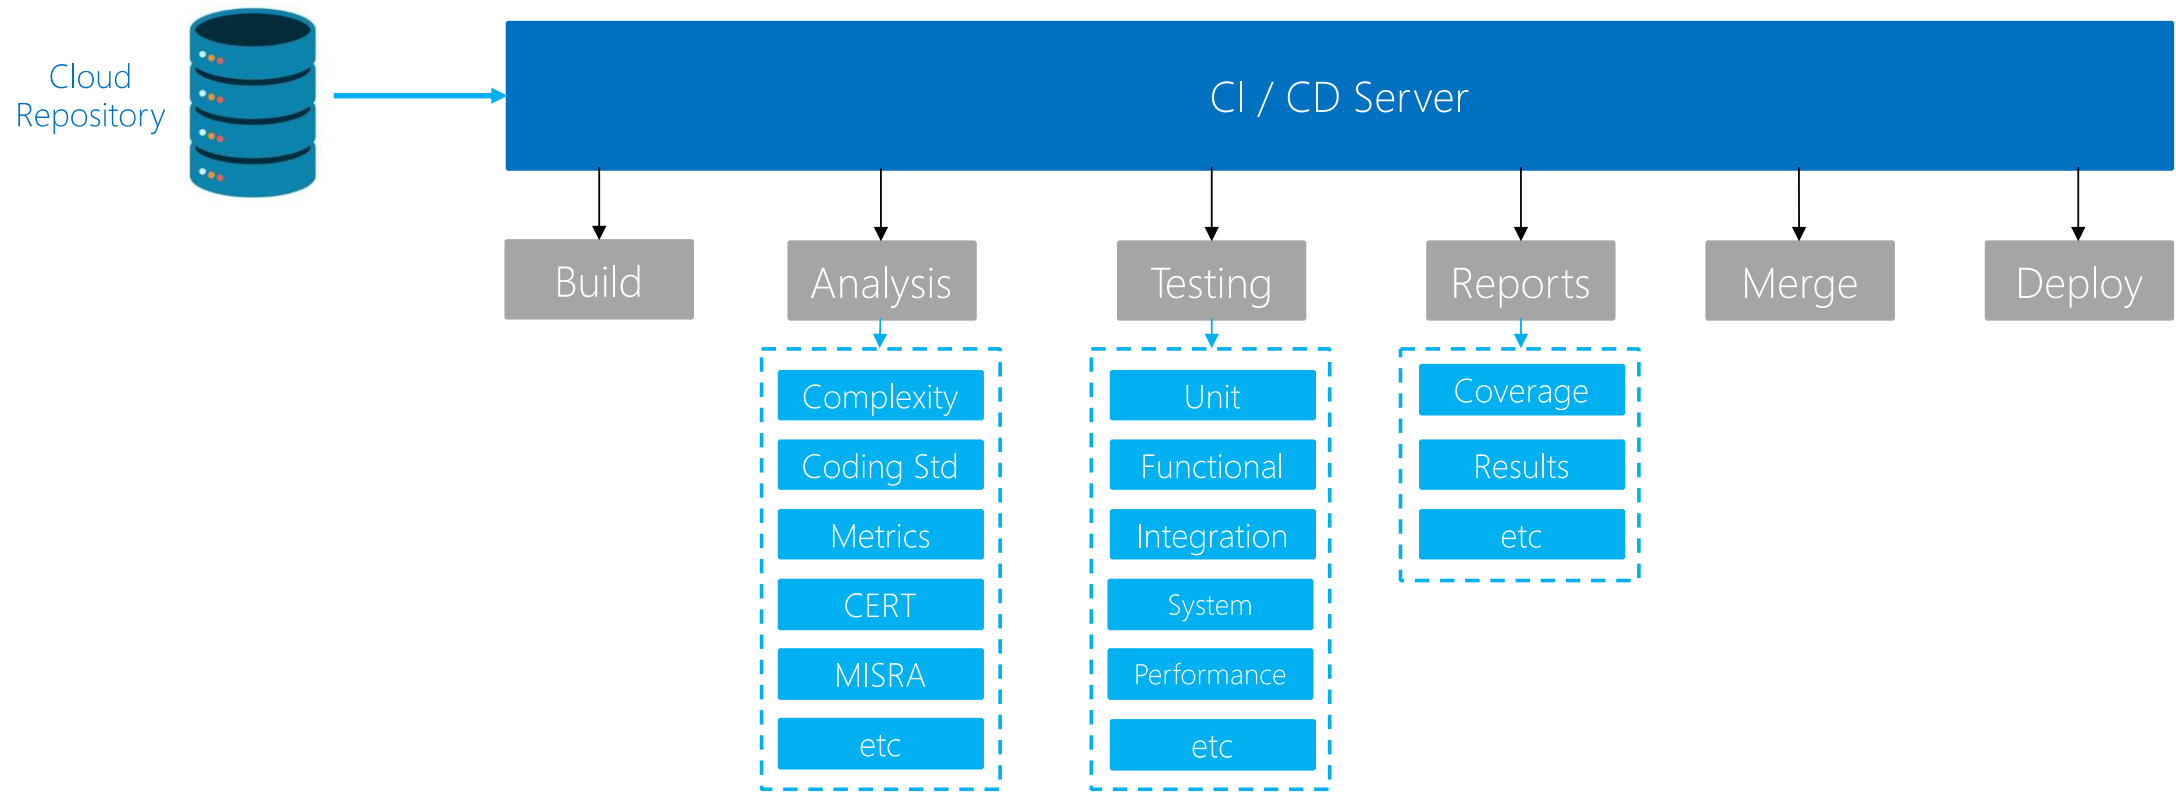 Cloud
Repository
CI / CD Server
Build
Analysis
Testing
Reports
Merge
Deploy
Complexity
Coding Std
Metrics
CERT
MISRA
etc
Unit
Functional
Integration
System
Performance
etc
Coverage
Results
etc